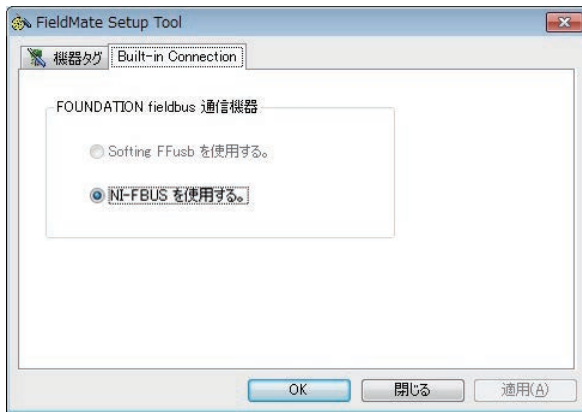 FieldMate Setup Tool
機器タグ Built-in Connection
FOUNDATION fieldbus 通信機器
Softing FFusb を使用する。
NI-FBUS を使用する。
OK 閉じる 適用(A)